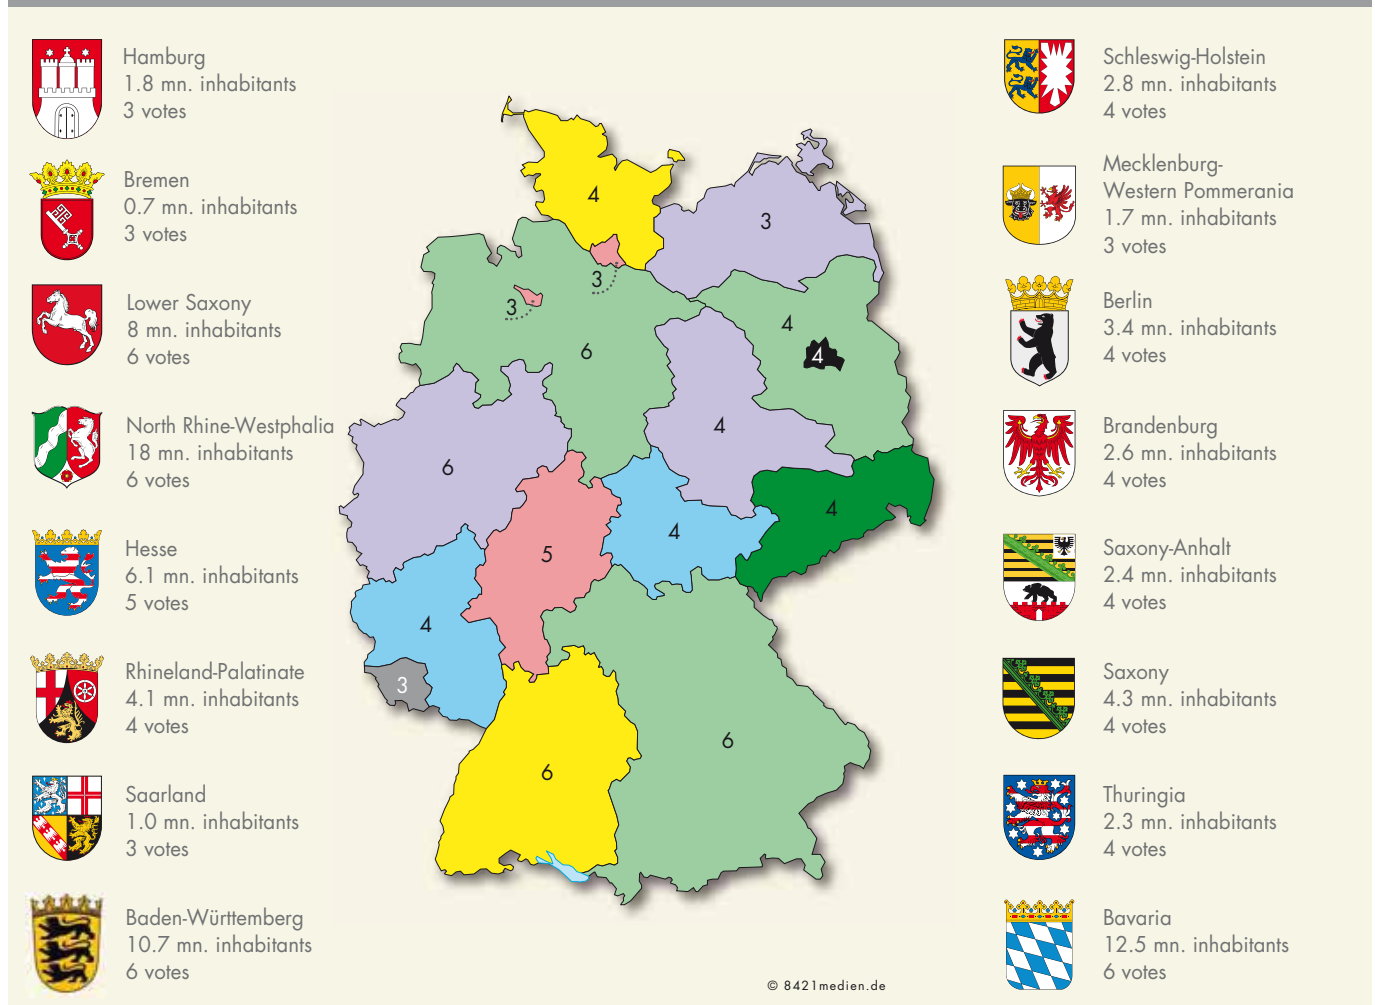 Hamburg
1.8 mn. inhabitants
3 votes
Bremen
0.7 mn. inhabitants
3 votes
Lower Saxony
8 mn. inhabitants
6 votes
North Rhine-Westphalia
18 mn. inhabitants
6 votes
Hesse
6.1 mn. inhabitants
5 votes
Rhineland-Palatinate
4.1 mn. inhabitants
4 votes
Saarland
1.0 mn. inhabitants
3 votes
Baden-Württemberg
10.7 mn. inhabitants
6 votes
4
3
3
3
4
6
4
4
6
4
4
5
4
3
6
6
© 8421medien.de
Schleswig-Holstein
2.8 mn. inhabitants
4 votes
Mecklenburg-
Western Pommerania
1.7 mn. inhabitants
3 votes
Berlin
3.4 mn. inhabitants
4 votes
Brandenburg
2.6 mn. inhabitants
4 votes
Saxony-Anhalt
2.4 mn. inhabitants
4 votes
Saxony
4.3 mn. inhabitants
4 votes
Thuringia
2.3 mn. inhabitants
4 votes
Bavaria
12.5 mn. inhabitants
6 votes